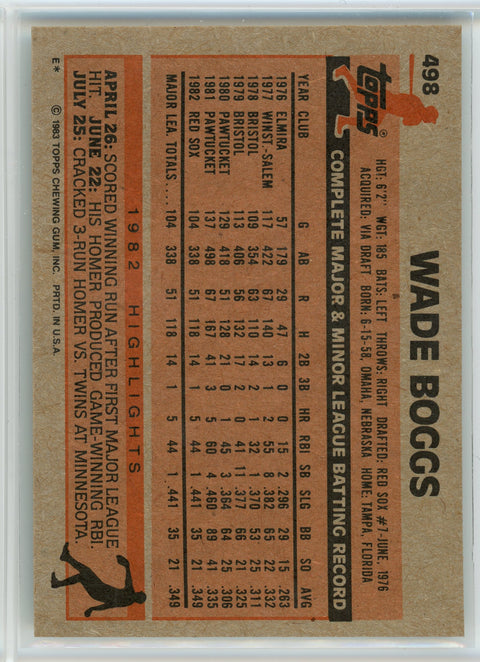 498
topps®
WADE BOGGS
HGT: 6'2" WGT: 185 BATS: LEFT THROWS: RIGHT DRAFTED: RED SOX #7-JUNE, 1976
ACQUIRED: VIA DRAFT BORN: 6-15-58, OMAHA, NEBRASKA HOME: TAMPA, FLORIDA
COMPLETE MAJOR & MINOR LEAGUE BATTING RECORD
YEAR CLUB G AB R H 2B 3B HR RBI SB SLG BB SO AVG
1976 ELMIRA 57 179 29 47 6 0 0 15 2 .296 29 15 .263
1977 WINST.-SALEM 117 422 67 140 13 1 2 55 8 .382 65 22 .332
1978 BRISTOL 109 354 63 110 14 2 1 32 1 .370 53 25 .311
1979 BRISTOL 113 406 56 132 17 2 0 41 11 .377 66 21 .325
1980 PAWTUCKET 129 418 51 128 21 0 1 45 3 .364 64 25 .306
1981 PAWTUCKET 137 498 67 167 41 3 5 60 4 .460 89 41 .335
1982 RED SOX 104 338 51 118 14 1 5 44 1 .441 35 21 .349
MAJOR LEA. TOTALS.... 104 338 51 118 14 1 5 44 1 .441 35 21 .349
1982 HIGHLIGHTS
APRIL 26: SCORED WINNING RUN AFTER FIRST MAJOR LEAGUE
HIT. JUNE 22: HIS HOMER PRODUCED GAME-WINNING RBI.
JULY 25: CRACKED 3-RUN HOMER VS. TWINS AT MINNESOTA.
E* © 1983 TOPPS CHEWING GUM, INC. PRTD. IN U.S.A.